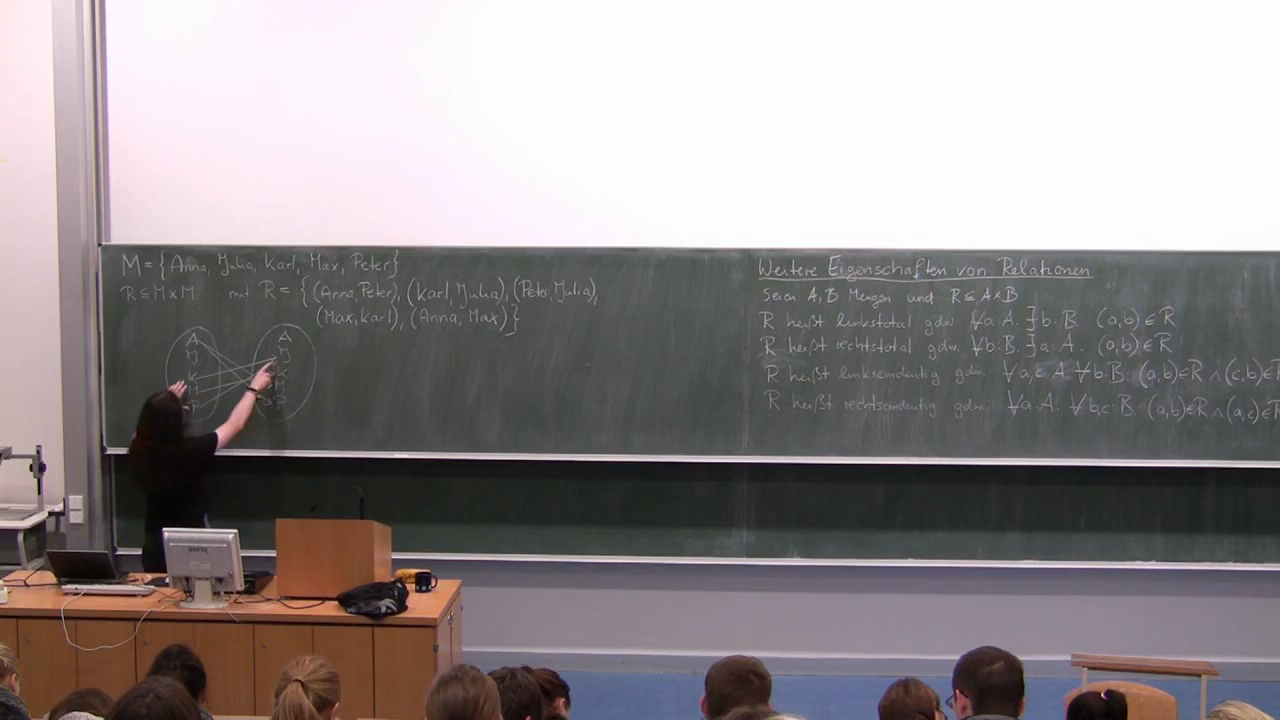 M = {Anna, Julia, Karl, Max, Peter}
R ⊆ M×M mit R = {(Anna, Peter), (Karl, Julia), (Peter, Julia),
(Max, Karl), (Anna, Max)}
A A
J J
K K
P P
Weitere Eigenschaften von Relationen
Seien A, B Mengen und R ⊆ A×B
R heißt linkstotal gdw. ∀a:A. ∃b:B. (a,b)∈R
R heißt rechtstotal gdw. ∀b:B. ∃a:A. (a,b)∈R
R heißt linkseindeutig gdw. ∀a,c:A. ∀b:B. (a,b)∈R ∧ (c,b)∈R
R heißt rechtseindeutig gdw. ∀a:A. ∀b,c:B. (a,b)∈R ∧ (a,c)∈R
BenQ